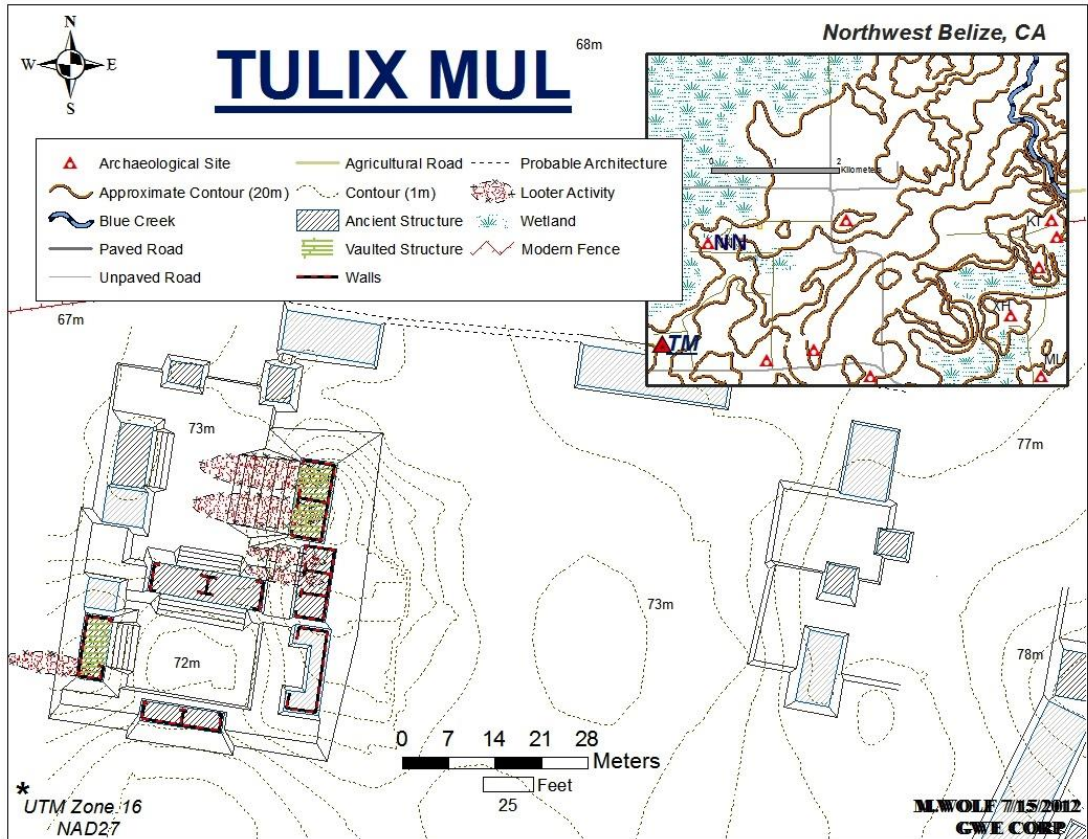 N
W
E
S
TULIX MUL
68m
Northwest Belize, CA
Archaeological Site
Approximate Contour (20m)
Blue Creek
Paved Road
Unpaved Road
Agricultural Road
Contour (1m)
Ancient Structure
Vaulted Structure
Walls
Probable Architecture
Looter Activity
Wetland
Modern Fence
0 1 2
Kilometers
NN
KT
XH
MU
TM
67m
73m
77m
73m
72m
78m
0 7 14 21 28
Meters
Feet
25
*
UTM Zone 16
NAD27
M.WOLF 7/15/2012
GWE CORP